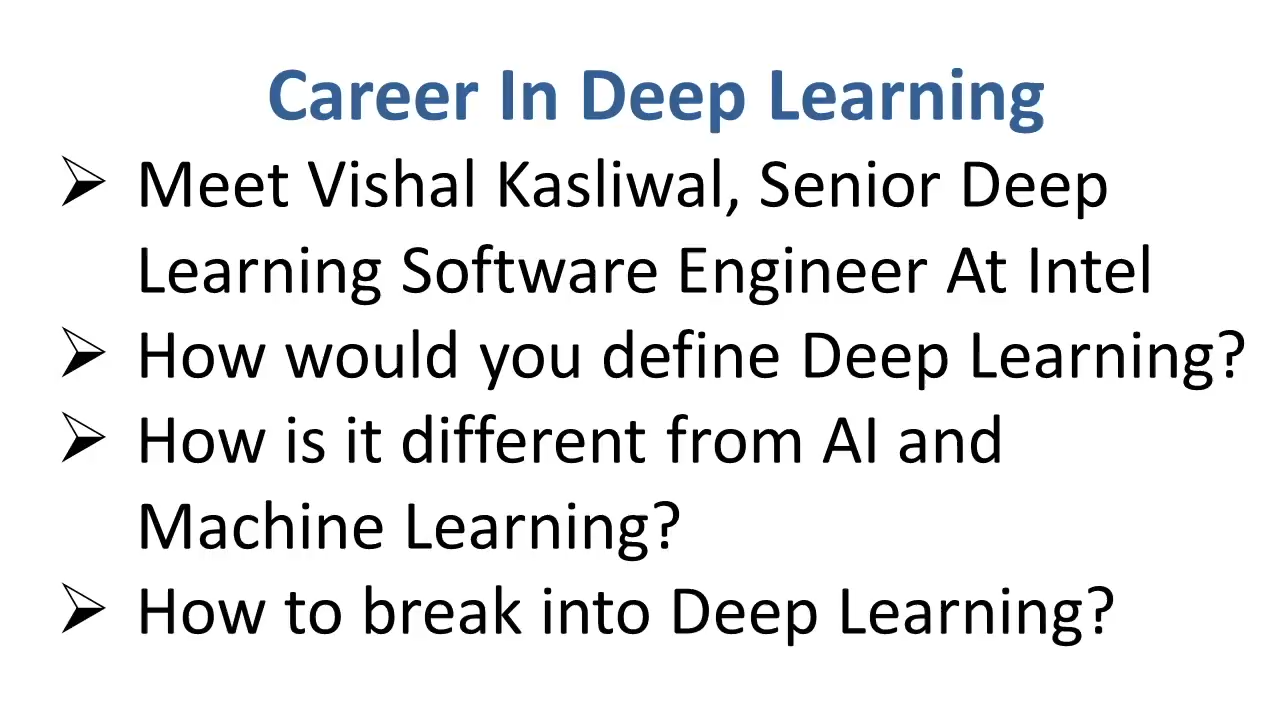 Career In Deep Learning
➢ Meet Vishal Kasliwal, Senior Deep
Learning Software Engineer At Intel
➢ How would you define Deep Learning?
➢ How is it different from AI and
Machine Learning?
➢ How to break into Deep Learning?